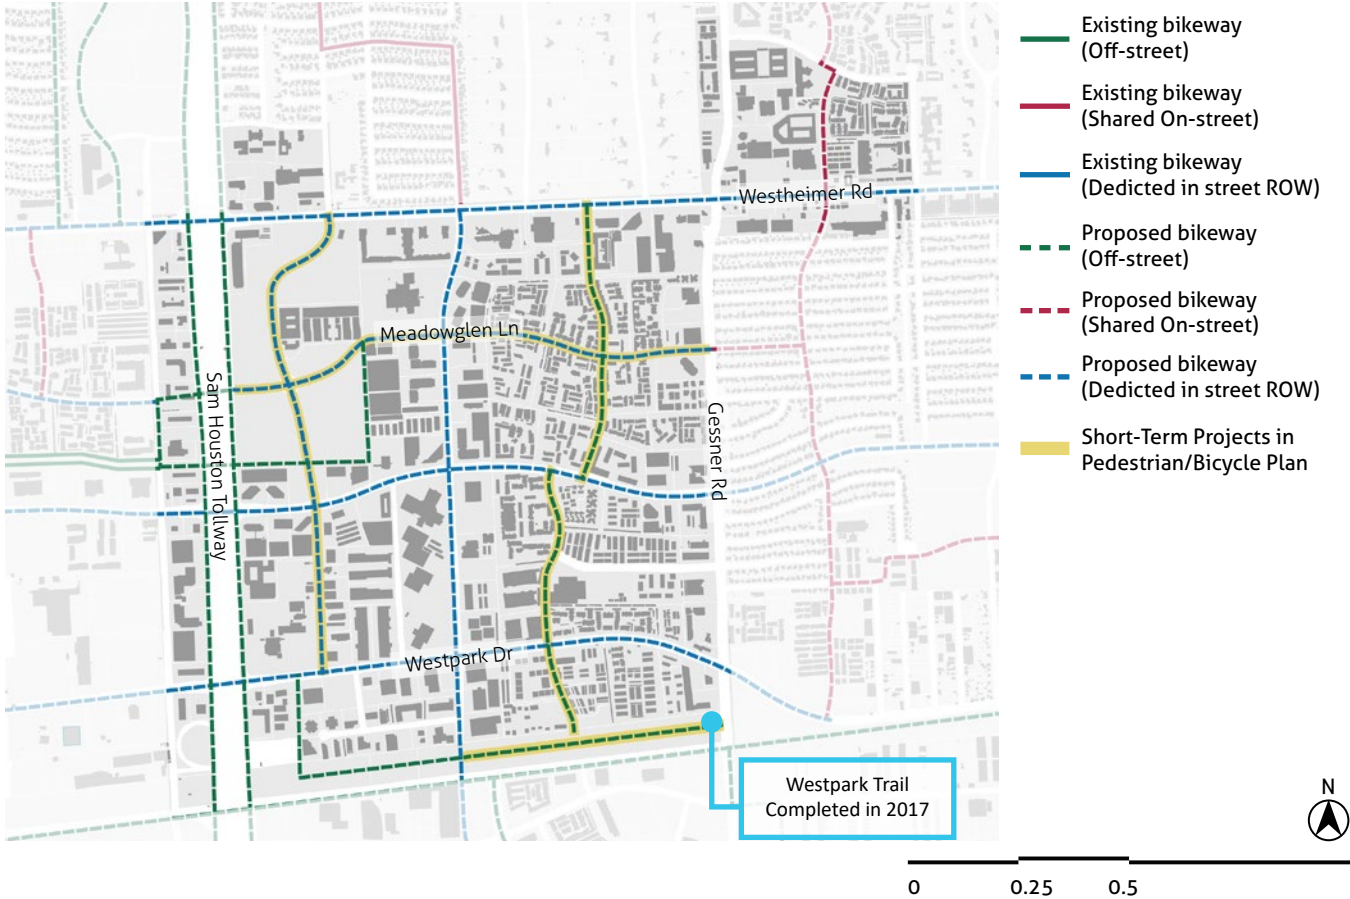 Existing bikeway
(Off-street)
Existing bikeway
(Shared On-street)
Existing bikeway
(Dedicted in street ROW)
Proposed bikeway
(Off-street)
Proposed bikeway
(Shared On-street)
Proposed bikeway
(Dedicted in street ROW)
Short-Term Projects in
Pedestrian/Bicycle Plan
Westheimer Rd
Meadowglen Ln
Sam Houston Tollway
Gessner Rd
Westpark Dr
Westpark Trail
Completed in 2017
N
0 0.25 0.5